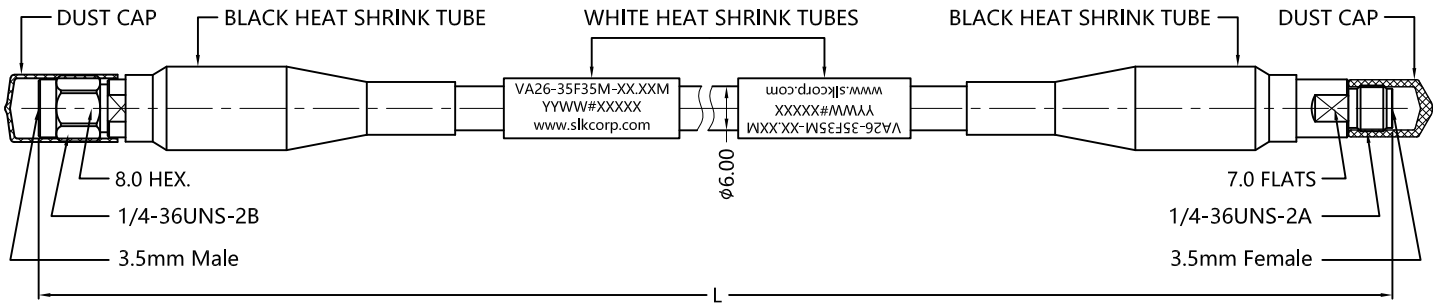 DUST CAP
BLACK HEAT SHRINK TUBE
WHITE HEAT SHRINK TUBES
BLACK HEAT SHRINK TUBE
DUST CAP
VA26-35F35M-XX.XXM
YYWW#XXXXX
www.slkcorp.com
VA26-35F35M-XX.XXM
YYWW#XXXXX
www.slkcorp.com
ϕ6.00
8.0 HEX.
1/4-36UNS-2B
3.5mm Male
7.0 FLATS
1/4-36UNS-2A
3.5mm Female
L